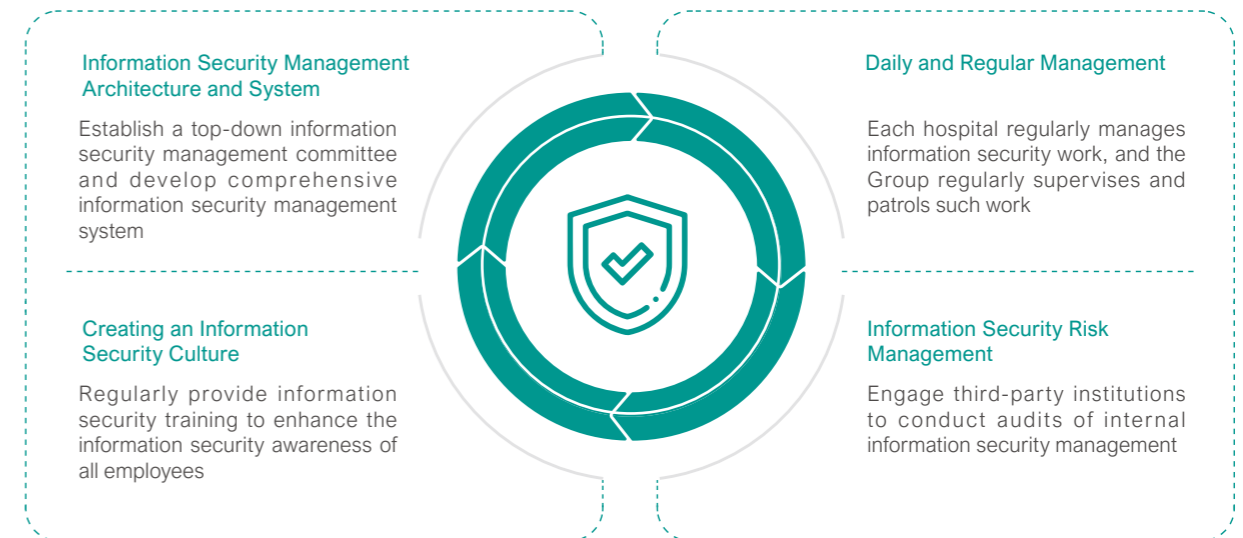 Information Security Management
Architecture and System
Establish a top-down information
security management committee
and develop comprehensive
information security management
system
Daily and Regular Management
Each hospital regularly manages
information security work, and the
Group regularly supervises and
patrols such work
Creating an Information
Security Culture
Regularly provide information
security training to enhance the
information security awareness of
all employees
Information Security Risk
Management
Engage third-party institutions
to conduct audits of internal
information security management